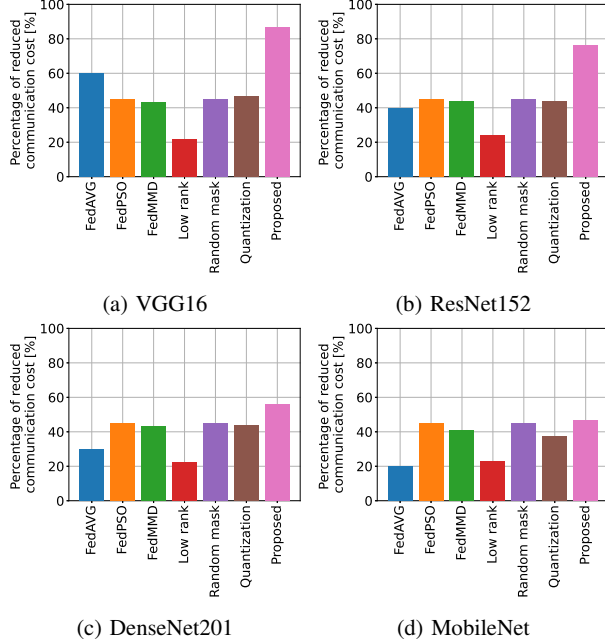 Percentage of reduced
communication cost [%]
100
80
60
40
20
0
FedAVG
FedPSO
FedMMD
Low rank
Random mask
Quantization
Proposed
(a) VGG16
Percentage of reduced
communication cost [%]
100
80
60
40
20
0
FedAVG
FedPSO
FedMMD
Low rank
Random mask
Quantization
Proposed
(b) ResNet152
Percentage of reduced
communication cost [%]
100
80
60
40
20
0
FedAVG
FedPSO
FedMMD
Low rank
Random mask
Quantization
Proposed
(c) DenseNet201
Percentage of reduced
communication cost [%]
100
80
60
40
20
0
FedAVG
FedPSO
FedMMD
Low rank
Random mask
Quantization
Proposed
(d) MobileNet